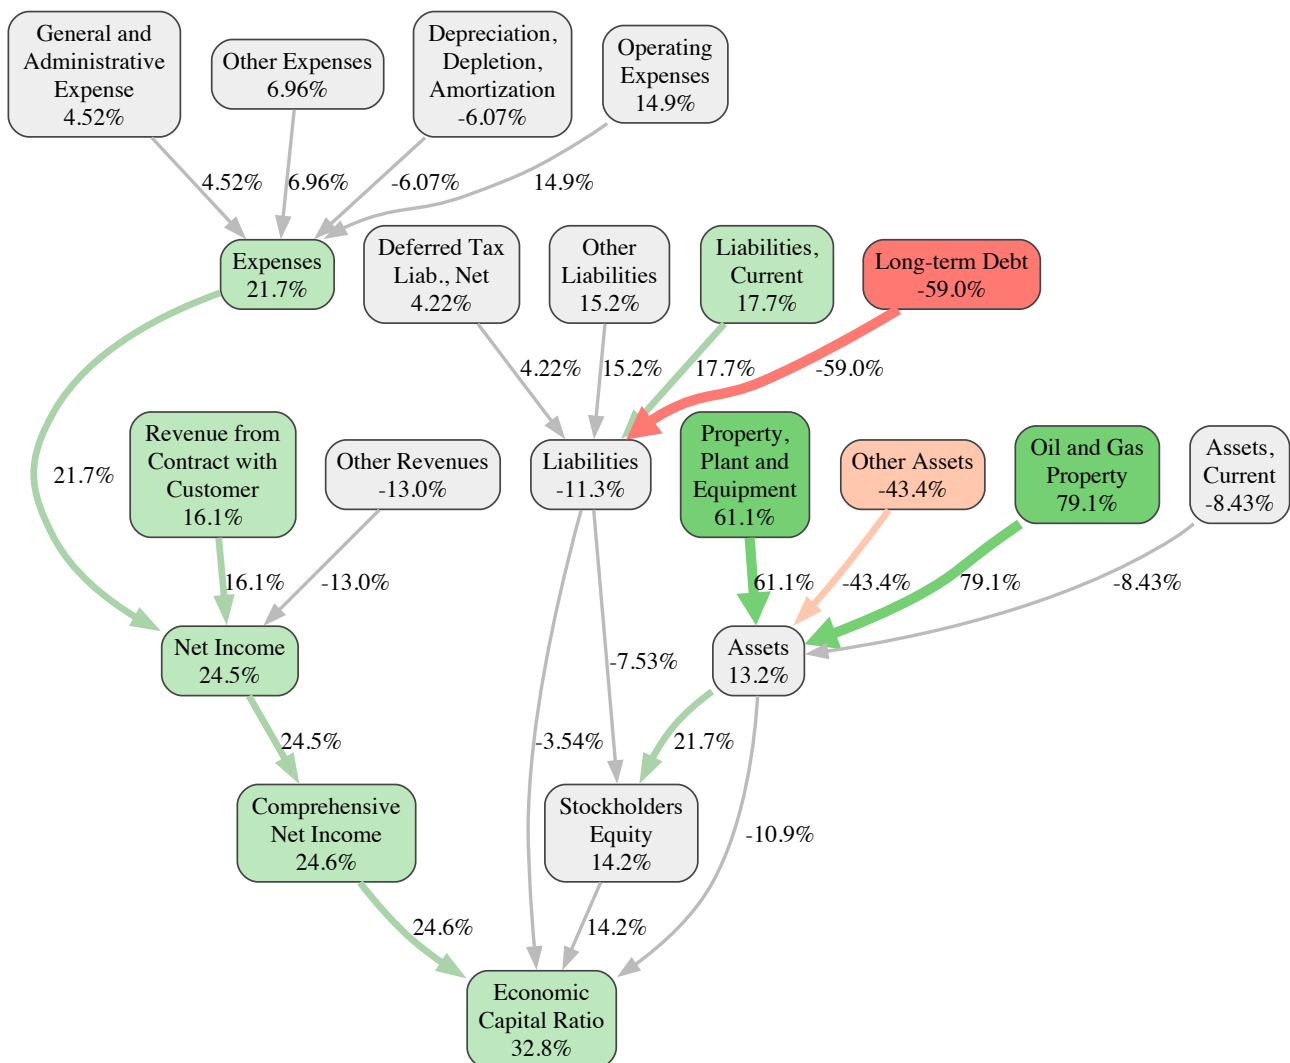 General and
Administrative
Expense
4.52%
Other Expenses
6.96%
Depreciation,
Depletion,
Amortization
-6.07%
Operating
Expenses
14.9%
4.52%
6.96%
-6.07%
14.9%
Expenses
21.7%
Deferred Tax
Liab., Net
4.22%
Other
Liabilities
15.2%
Liabilities,
Current
17.7%
Long-term Debt
-59.0%
4.22%
15.2%
17.7%
-59.0%
21.7%
Revenue from
Contract with
Customer
16.1%
Other Revenues
-13.0%
Liabilities
-11.3%
Property,
Plant and
Equipment
61.1%
Other Assets
-43.4%
Oil and Gas
Property
79.1%
Assets,
Current
-8.43%
16.1%
-13.0%
61.1%
-43.4%
79.1%
-8.43%
Net Income
24.5%
-7.53%
Assets
13.2%
24.5%
-3.54%
21.7%
-10.9%
Comprehensive
Net Income
24.6%
Stockholders
Equity
14.2%
24.6%
14.2%
Economic
Capital Ratio
32.8%